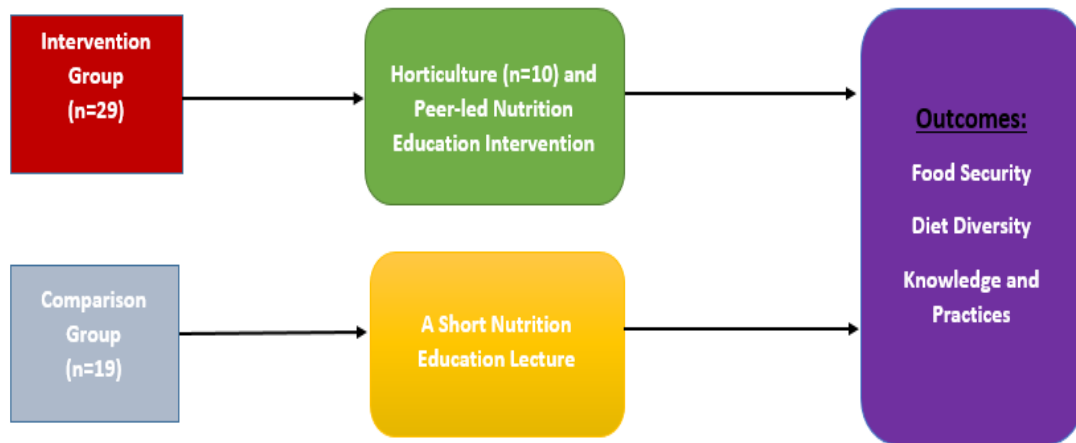 Intervention
Group
(n=29)
Horticulture (n=10) and
Peer-led Nutrition
Education Intervention
Outcomes:
Food Security
Diet Diversity
Knowledge and
Practices
Comparison
Group
(n=19)
A Short Nutrition
Education Lecture